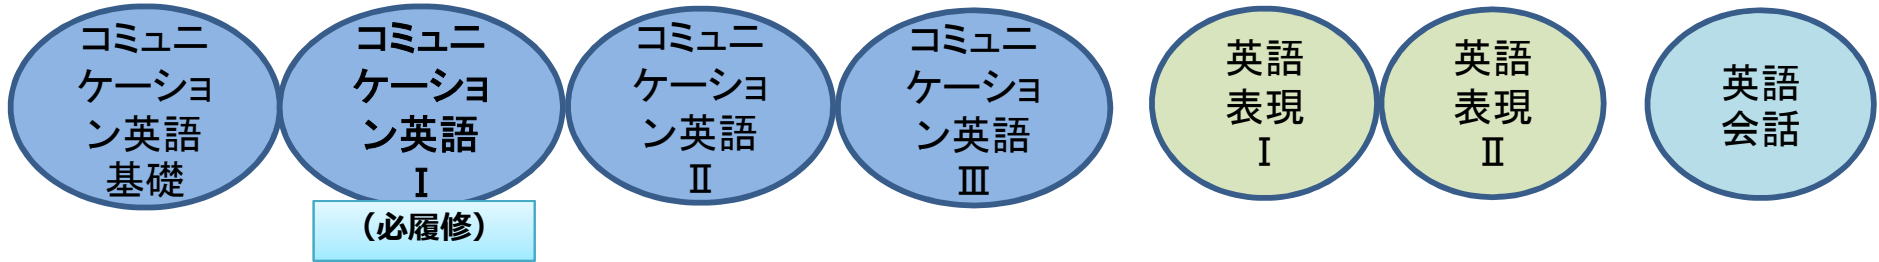 コミュニ
ケーショ
ン英語
基礎
コミュニ
ケーショ
ン英語
Ⅰ
（必履修）
コミュニ
ケーショ
ン英語
Ⅱ
コミュニ
ケーショ
ン英語
Ⅲ
英語
表現
Ⅰ
英語
表現
Ⅱ
英語
会話